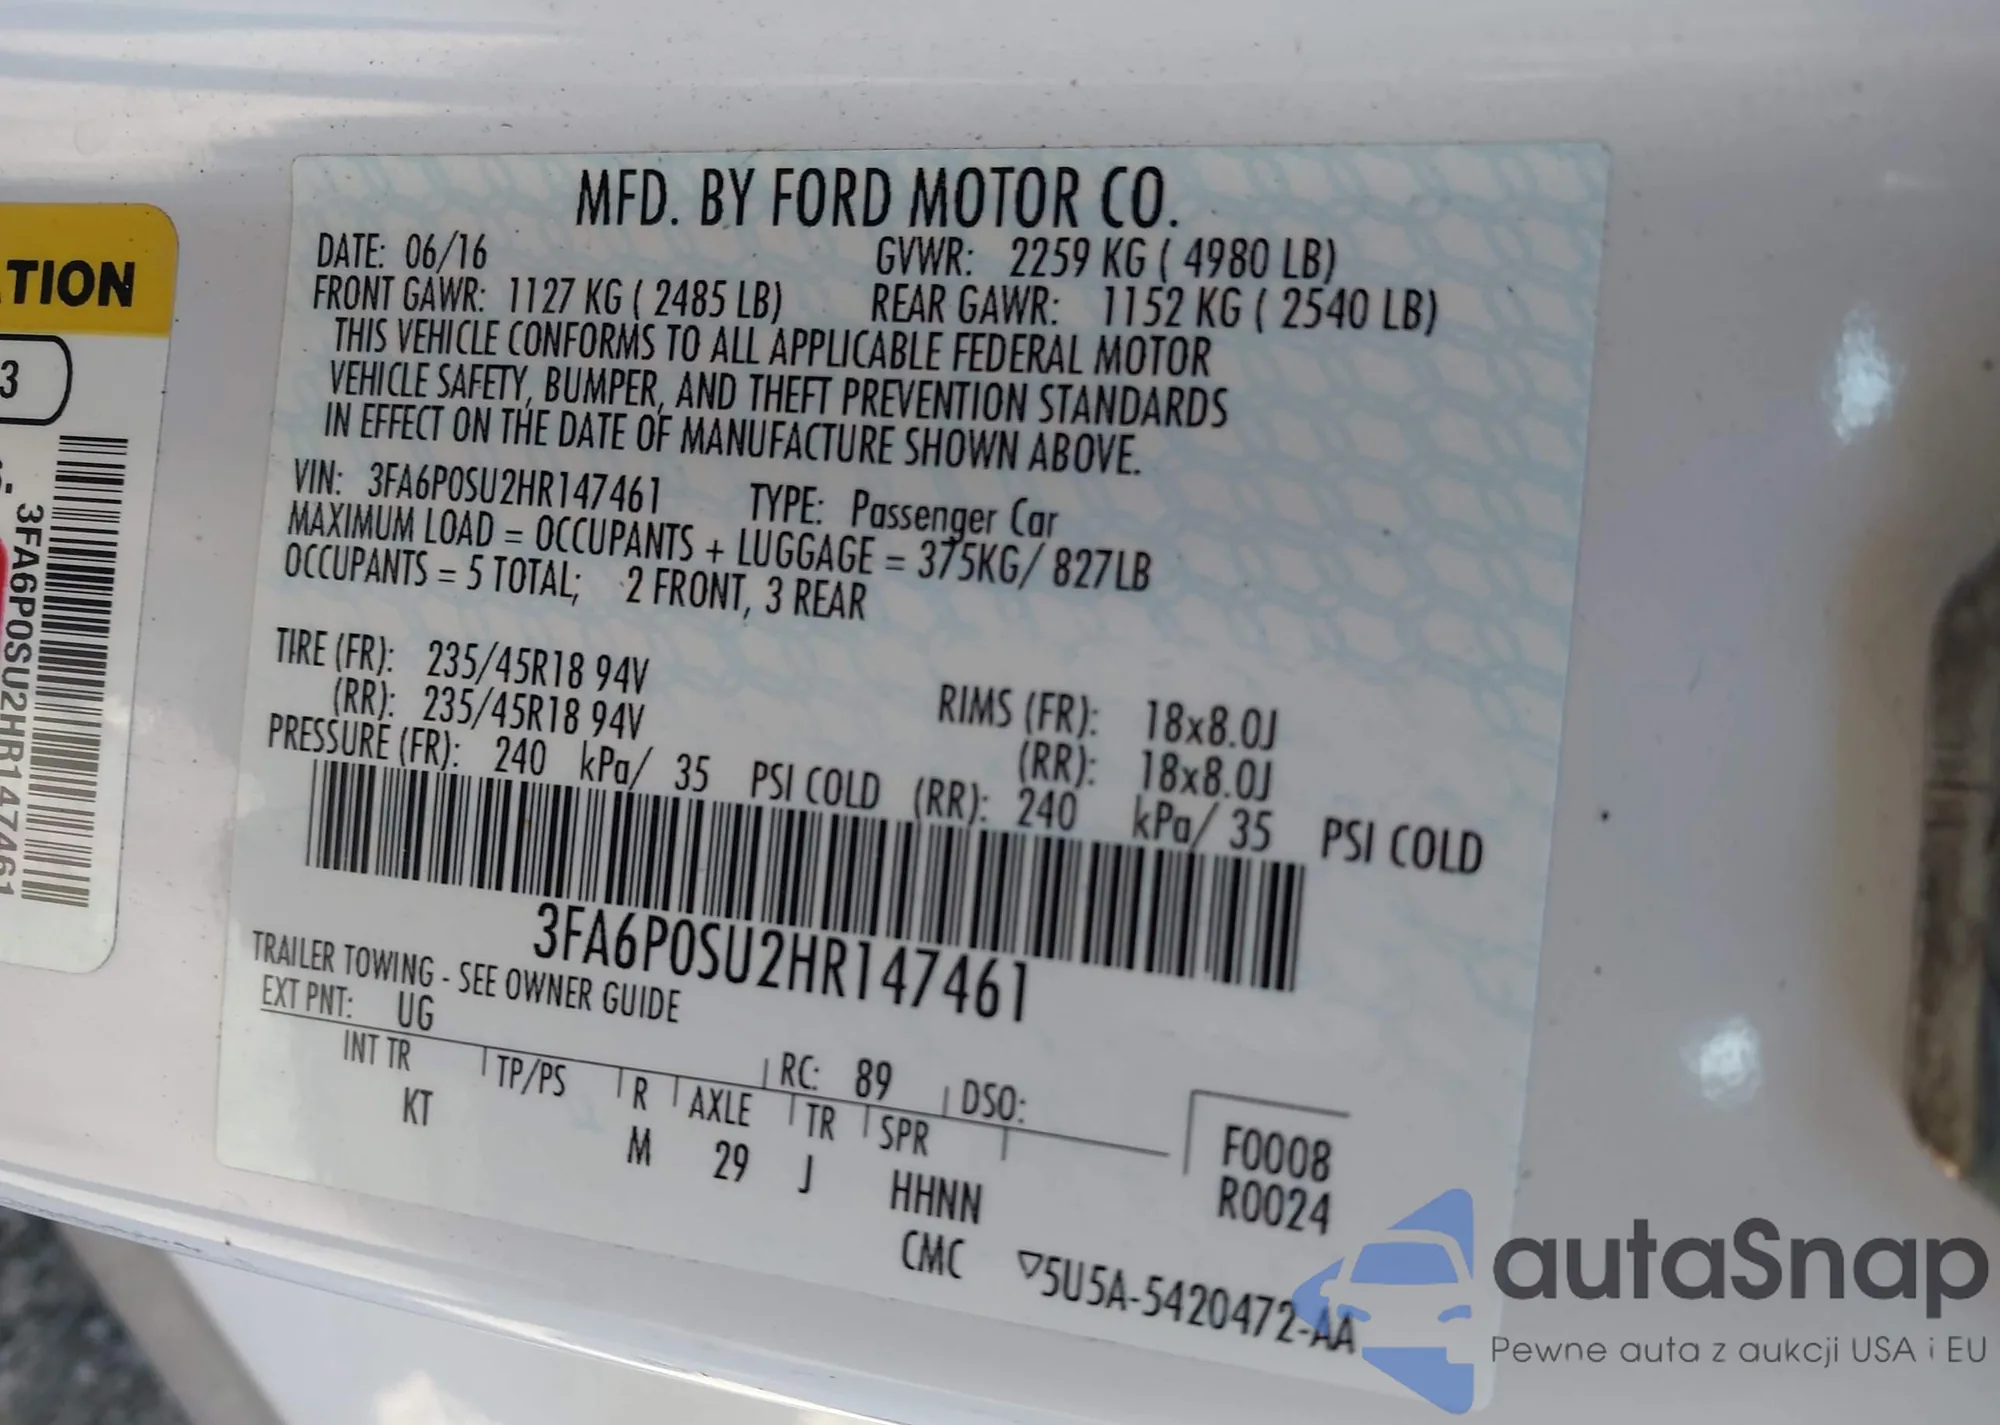 TION
3
3FA6P0SU2HR147461
MFD. BY FORD MOTOR CO.
DATE: 06/16 GVWR: 2259 KG ( 4980 LB)
FRONT GAWR: 1127 KG ( 2485 LB) REAR GAWR: 1152 KG ( 2540 LB)
THIS VEHICLE CONFORMS TO ALL APPLICABLE FEDERAL MOTOR
VEHICLE SAFETY, BUMPER, AND THEFT PREVENTION STANDARDS
IN EFFECT ON THE DATE OF MANUFACTURE SHOWN ABOVE.
VIN: 3FA6P0SU2HR147461 TYPE: Passenger Car
MAXIMUM LOAD = OCCUPANTS + LUGGAGE = 375KG/ 827LB
OCCUPANTS = 5 TOTAL; 2 FRONT, 3 REAR
TIRE (FR): 235/45R18 94V RIMS (FR): 18x8.0J
(RR): 235/45R18 94V (RR): 18x8.0J
PRESSURE (FR): 240 kPa/ 35 PSI COLD (RR): 240 kPa/ 35 PSI COLD
3FA6P0SU2HR147461
TRAILER TOWING - SEE OWNER GUIDE
EXT PNT: UG RC: 89 DSO:
INT TR TP/PS R AXLE TR SPR
KT M 29 J HHNN
F0008
R0024
CMC ▽5U5A-5420472-AA
autaSnap
Pewne auta z aukcji USA i EU